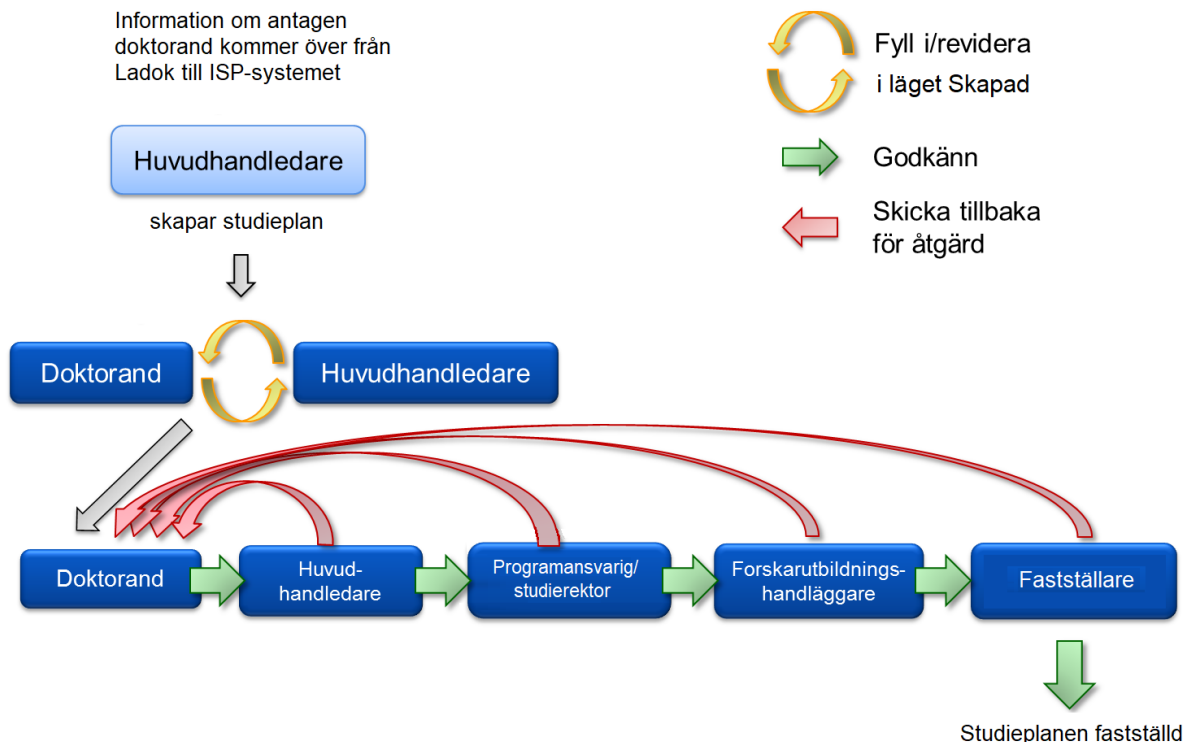 Information om antagen
doktorand kommer över från
Ladok till ISP-systemet
Fyll i/revidera
i läget Skapad
Godkänn
Skicka tillbaka
för åtgärd
Huvudhandledare
skapar studieplan
Doktorand
Huvudhandledare
Doktorand
Huvud-
handledare
Programansvarig/
studierektor
Forskarutbildnings-
handläggare
Fastställare
Studieplanen fastställd